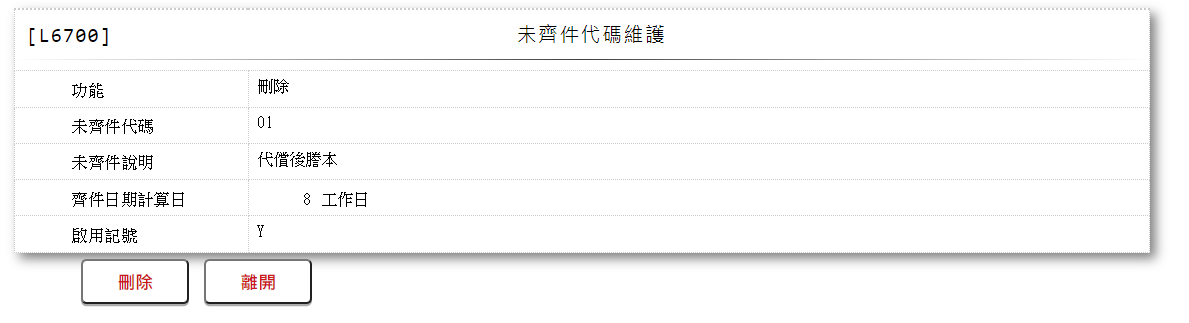 [L6700] 未齊件代碼維護
功能 刪除
未齊件代碼 01
未齊件說明 代償後謄本
齊件日期計算日 8 工作日
啟用記號 Y
刪除 離開